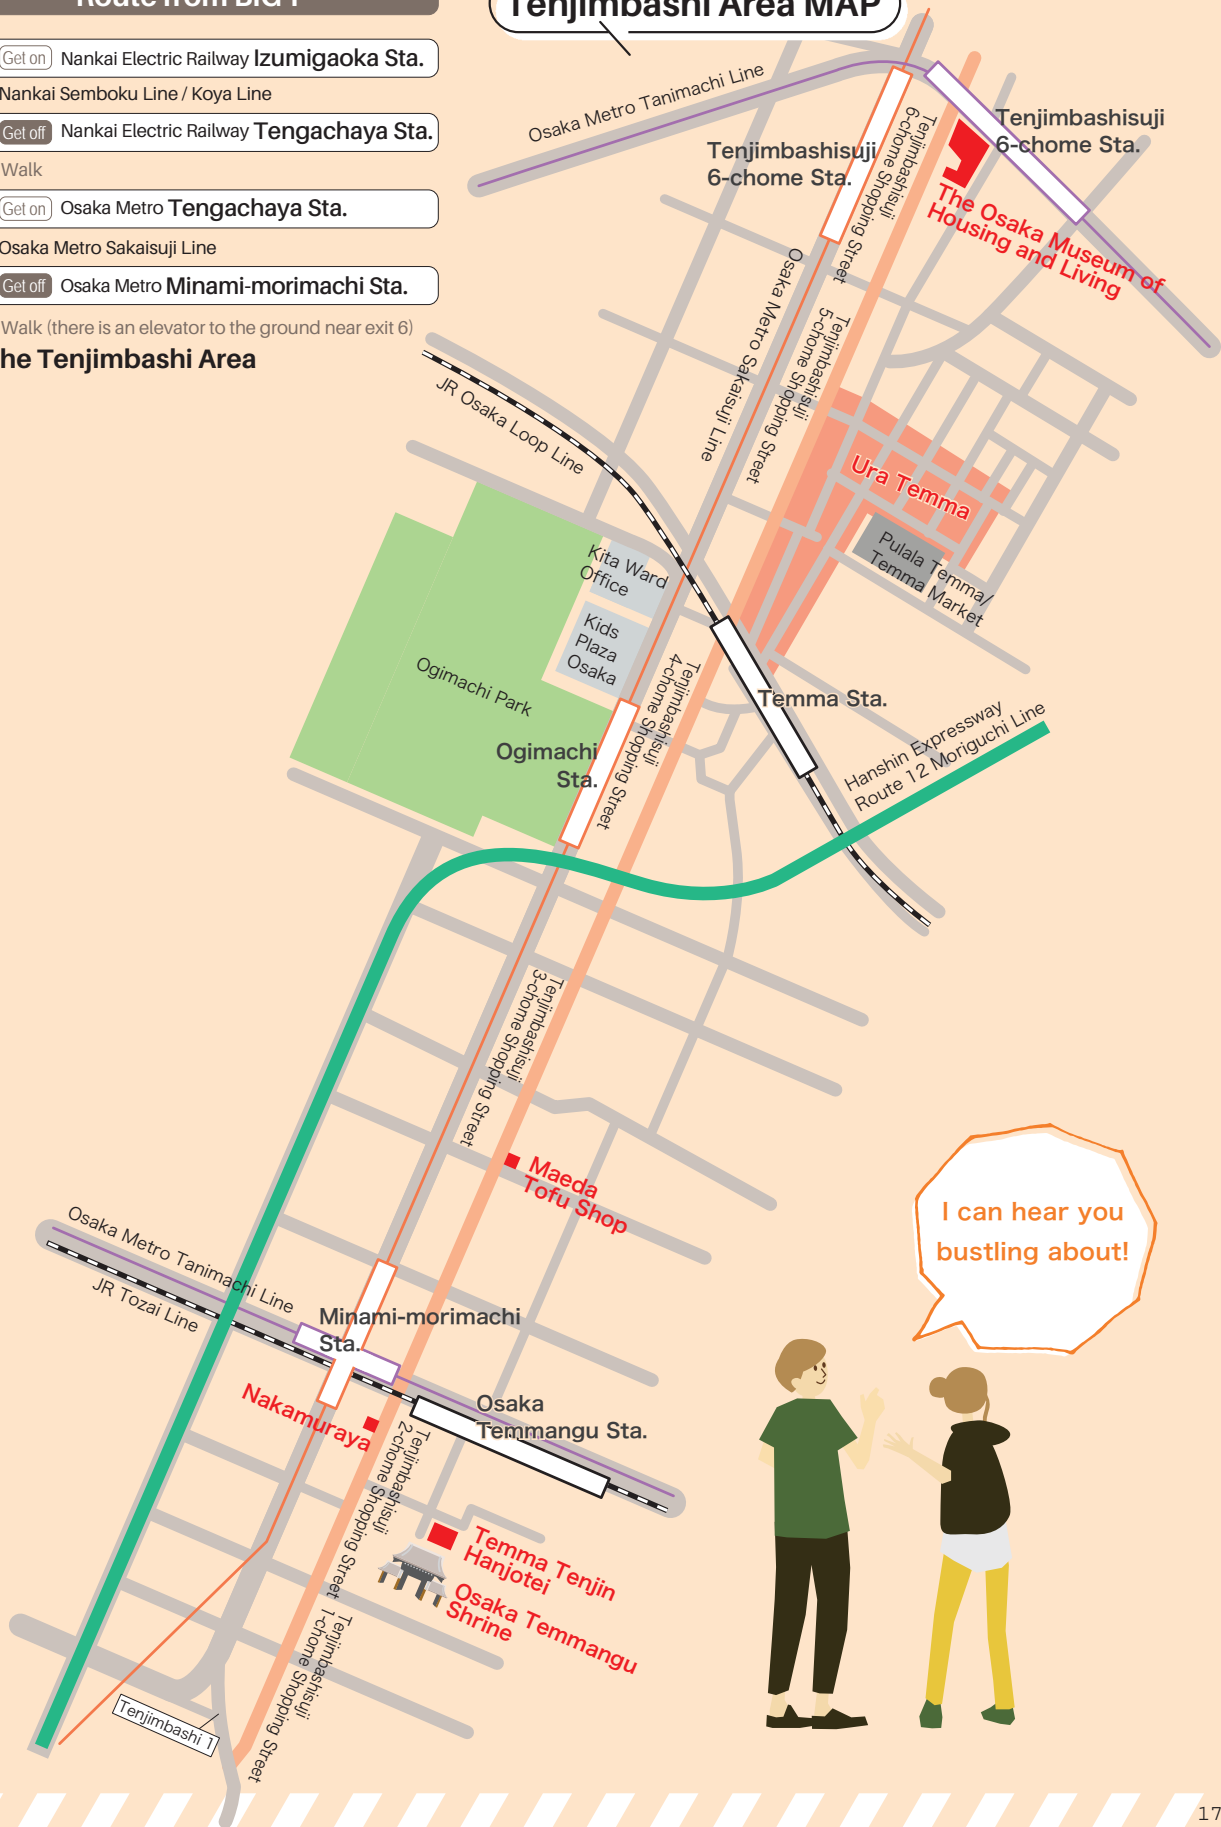 Route from BIG-I
Get on Nankai Electric Railway Izumigaoka Sta.
Nankai Semboku Line / Koya Line
Get off Nankai Electric Railway Tengachaya Sta.
Walk
Get on Osaka Metro Tengachaya Sta.
Osaka Metro Sakaisuji Line
Get off Osaka Metro Minami-morimachi Sta.
Walk (there is an elevator to the ground near exit 6)
he Tenjimbashi Area
Tenjimbashi Area MAP
Osaka Metro Tanimachi Line
Tenjimbashisuji
6-chome Sta.
Tenjimbashisuji
6-chome Sta.
Tenjimbashisuji
6-chome Shopping Street
The Osaka Museum of
Housing and Living
Osaka Metro Sakaisuji Line
Tenjimbashisuji
5-chome Shopping Street
JR Osaka Loop Line
Ura Temma
Pulala Temma/
Temma Market
Kita Ward
Office
Kids
Plaza
Osaka
Ogimachi Park
Tenjimbashisuji
4-chome Shopping Street
Temma Sta.
Ogimachi
Sta.
Hanshin Expressway
Route 12 Moriguchi Line
Tenjimbashisuji
3-chome Shopping Street
Maeda
Tofu Shop
Osaka Metro Tanimachi Line
JR Tozai Line
Minami-morimachi
Sta.
Nakamuraya
Osaka
Temmangu Sta.
Tenjimbashisuji
2-chome Shopping Street
Temma Tenjin
Hanjotei
Osaka Temmangu
Shrine
Tenjimbashisuji
1-chome Shopping Street
Tenjimbashi 1
I can hear you
bustling about!
17